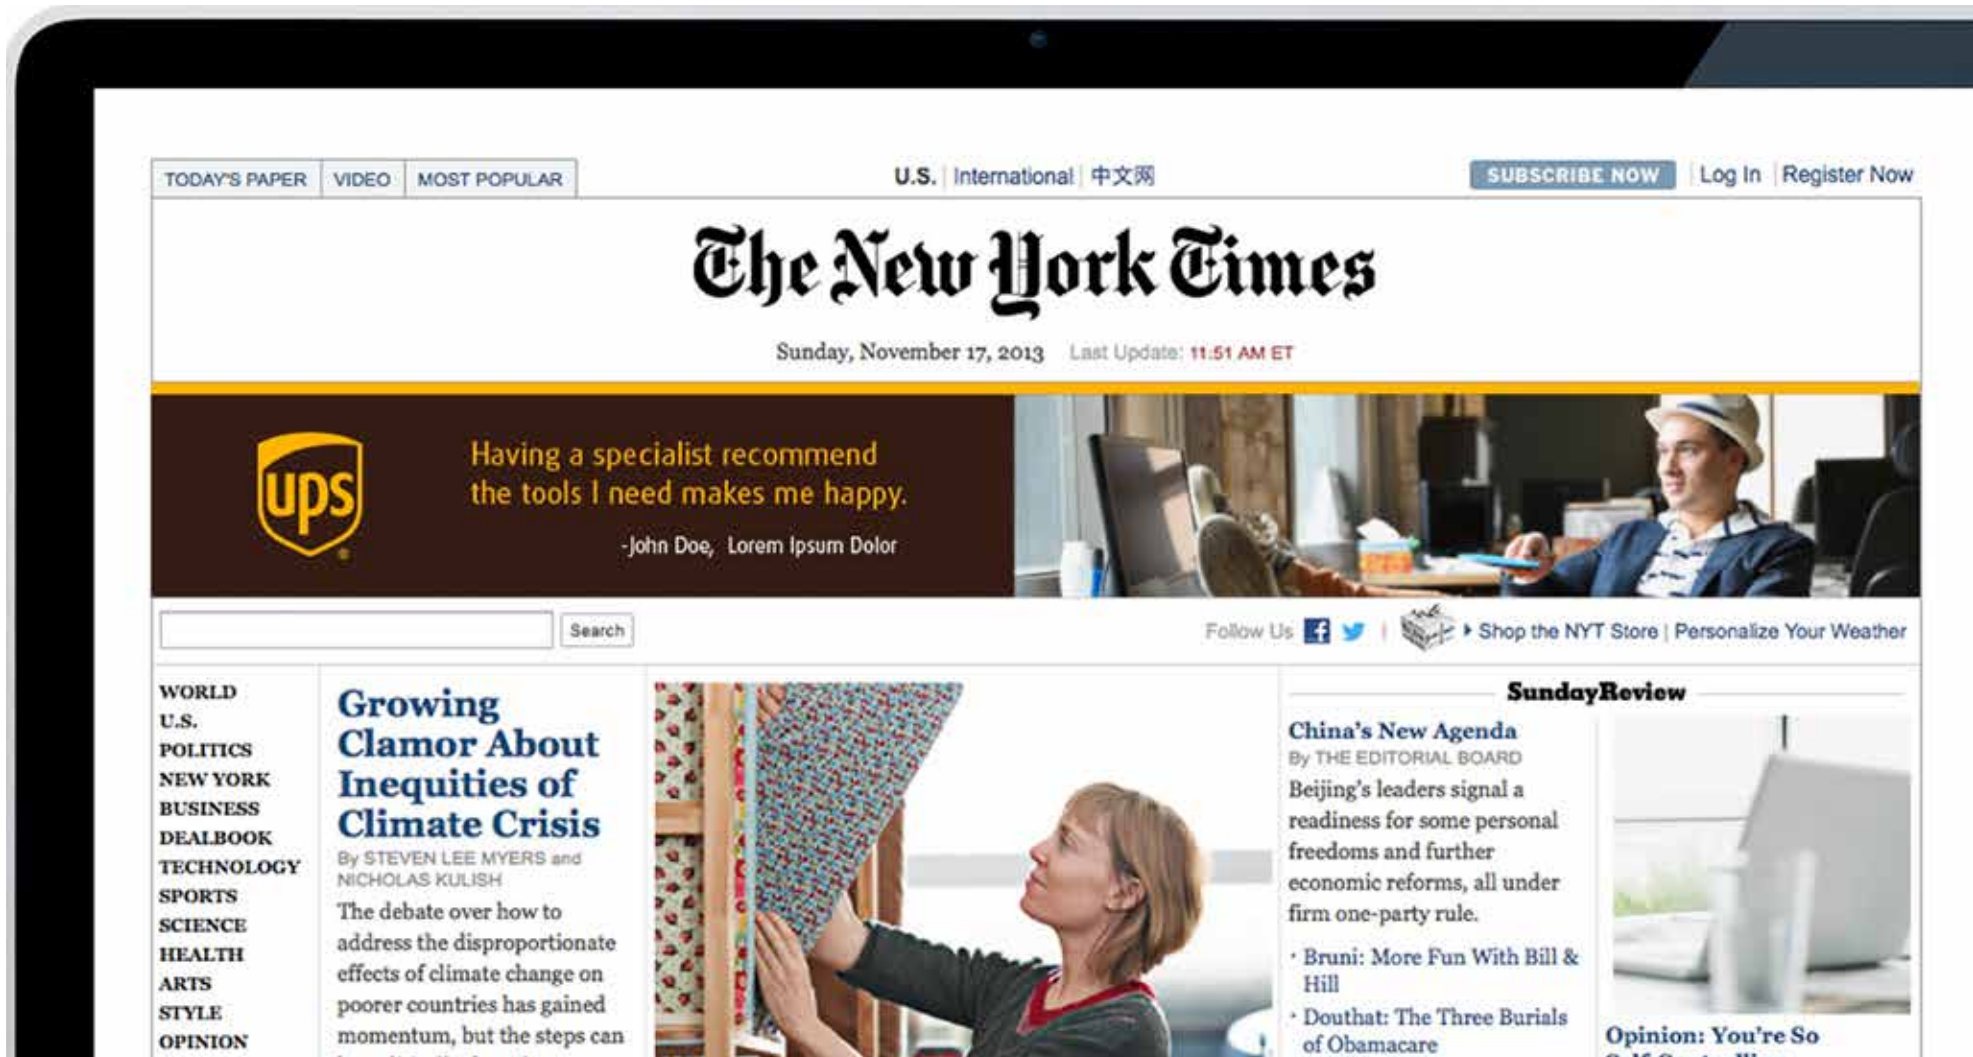 TODAY'S PAPER
VIDEO
MOST POPULAR
U.S.
International
中文网
SUBSCRIBE NOW
Log In
Register Now
The New York Times
Sunday, November 17, 2013
Last Update: 11:51 AM ET
ups
Having a specialist recommend
the tools I need makes me happy.
-John Doe, Lorem Ipsum Dolor
Search
Follow Us
Shop the NYT Store | Personalize Your Weather
WORLD
U.S.
POLITICS
NEW YORK
BUSINESS
DEALBOOK
TECHNOLOGY
SPORTS
SCIENCE
HEALTH
ARTS
STYLE
OPINION
Growing
Clamor About
Inequities of
Climate Crisis
By STEVEN LEE MYERS and
NICHOLAS KULISH
The debate over how to
address the disproportionate
effects of climate change on
poorer countries has gained
momentum, but the steps can
SundayReview
China's New Agenda
By THE EDITORIAL BOARD
Beijing's leaders signal a
readiness for some personal
freedoms and further
economic reforms, all under
firm one-party rule.
· Bruni: More Fun With Bill &
Hill
· Douthat: The Three Burials
of Obamacare
Opinion: You're So